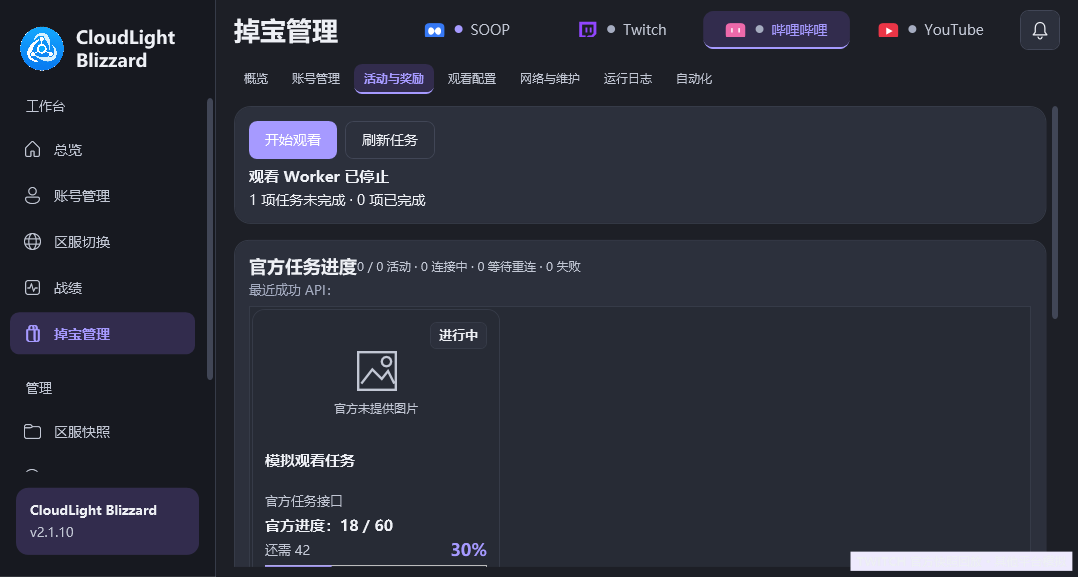 CloudLight
Blizzard
工作台
总览
账号管理
区服切换
战绩
掉宝管理
管理
区服快照
CloudLight Blizzard
v2.1.10
掉宝管理
SOOP
Twitch
哔哩哔哩
YouTube
概览
账号管理
活动与奖励
观看配置
网络与维护
运行日志
自动化
开始观看
刷新任务
观看 Worker 已停止
1 项任务未完成 · 0 项已完成
官方任务进度0 / 0 活动 · 0 连接中 · 0 等待重连 · 0 失败
最近成功 API：
进行中
官方未提供图片
模拟观看任务
官方任务接口
官方进度：18 / 60
还需 42
30%